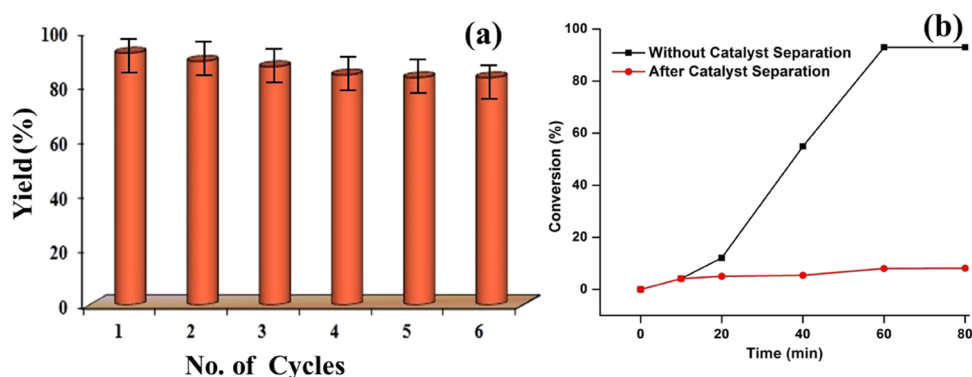 (a)
100
80
60
40
20
0
Yield (%)
1 2 3 4 5 6
No. of Cycles
(b)
Without Catalyst Separation
After Catalyst Separation
100
80
60
40
20
0
Conversion (%)
0 20 40 60 80
Time (min)